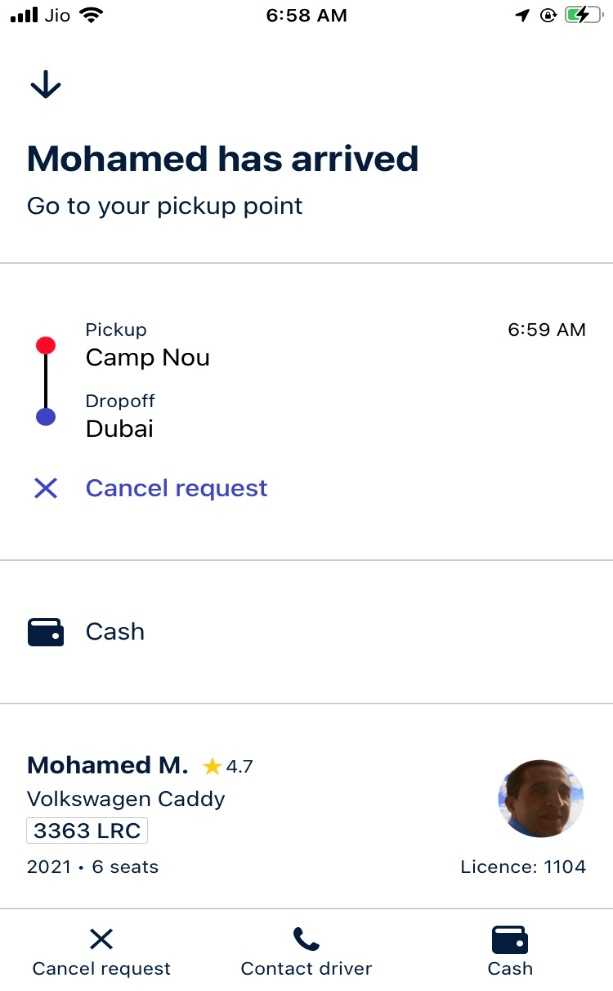 Jio 6:58 AM
Mohamed has arrived
Go to your pickup point
Pickup 6:59 AM
Camp Nou
Dropoff
Dubai
Cancel request
Cash
Mohamed M. 4.7
Volkswagen Caddy
3363 LRC
2021 • 6 seats Licence: 1104
Cancel request Contact driver Cash